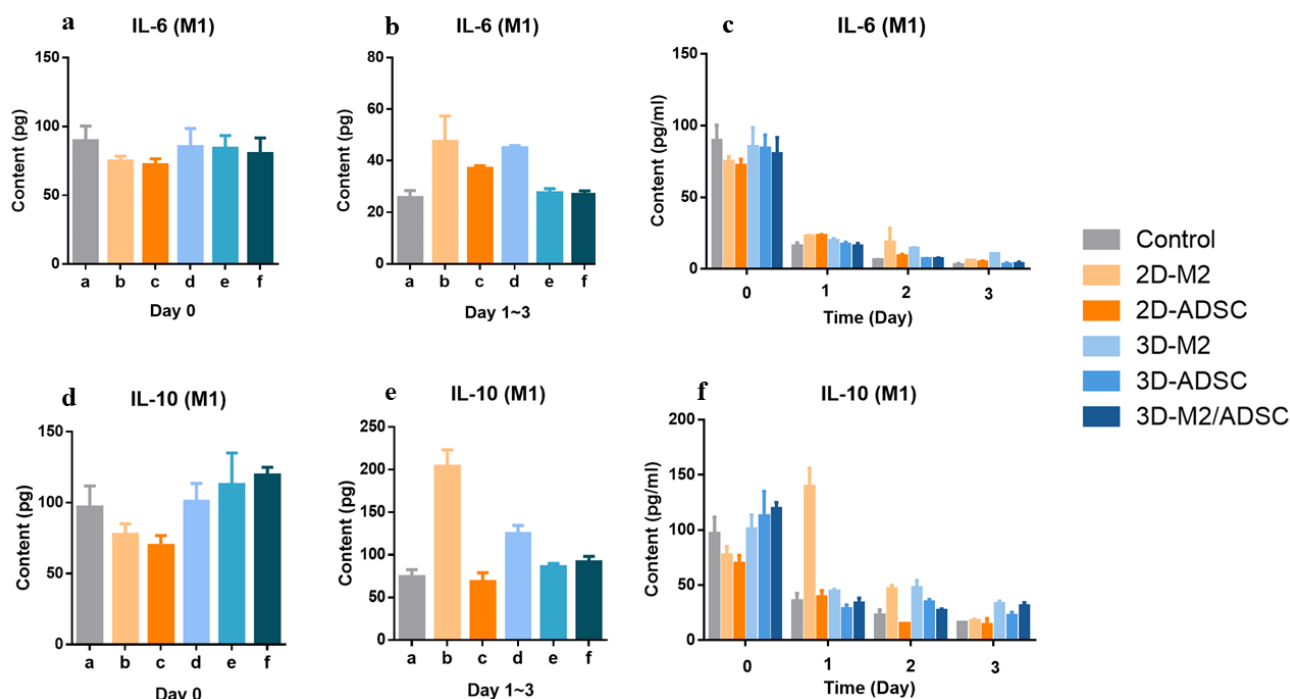 a
IL-6 (M1)
Content (pg)
150
100
50
0
a b c d e f
Day 0
b
IL-6 (M1)
Content (pg)
80
60
40
20
0
a b c d e f
Day 1~3
c
IL-6 (M1)
Content (pg/ml)
150
100
50
0
0 1 2 3
Time (Day)
Control
2D-M2
2D-ADSC
3D-M2
3D-ADSC
3D-M2/ADSC
d
IL-10 (M1)
Content (pg)
150
100
50
0
a b c d e f
Day 0
e
IL-10 (M1)
Content (pg)
250
200
150
100
50
0
a b c d e f
Day 1~3
f
IL-10 (M1)
Content (pg/ml)
200
150
100
50
0
0 1 2 3
Time (Day)